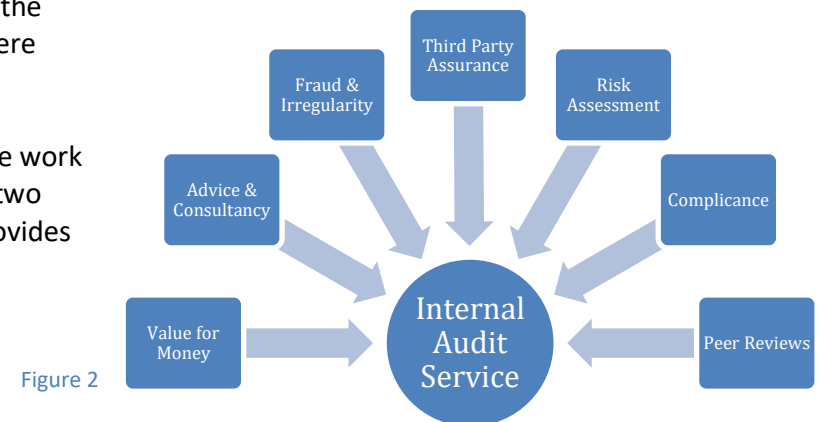 the
ere
e work
two
ovides
Third Party
Assurance
Fraud &
Irregularity
Risk
Assessment
Advice &
Consultancy
Complicance
Value for
Money
Internal
Audit
Service
Peer Reviews
Figure 2